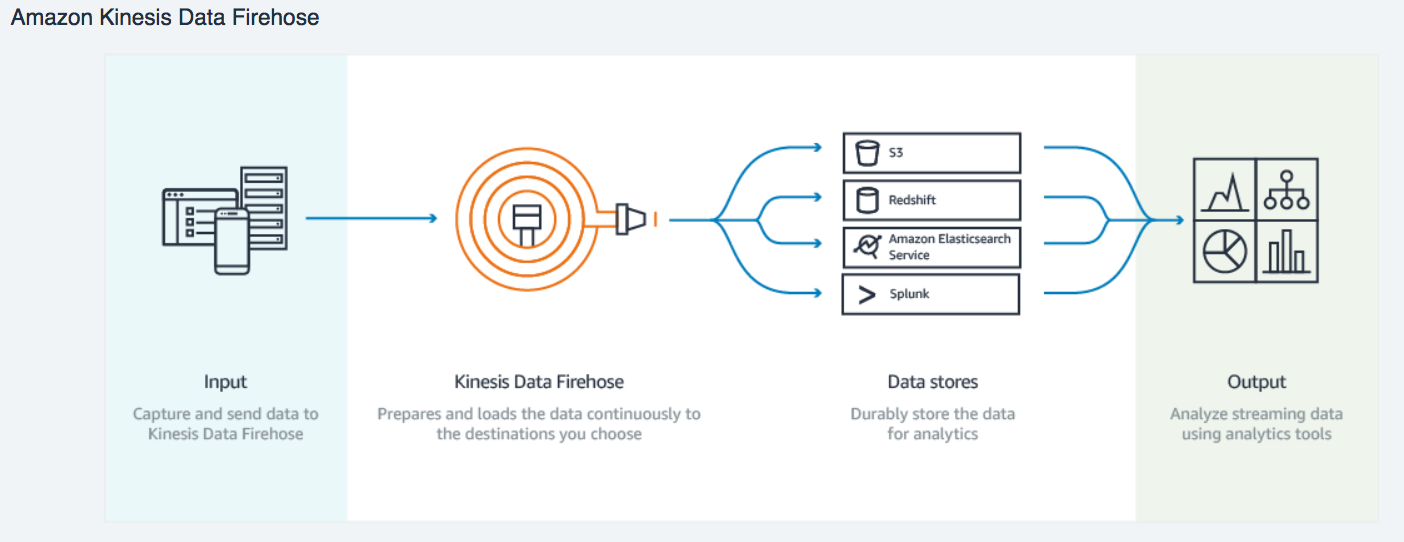 Amazon Kinesis Data Firehose
S3
Redshift
Amazon Elasticsearch
Service
Splunk
Input
Capture and send data to
Kinesis Data Firehose
Kinesis Data Firehose
Prepares and loads the data continuously to
the destinations you choose
Data stores
Durably store the data
for analytics
Output
Analyze streaming data
using analytics tools